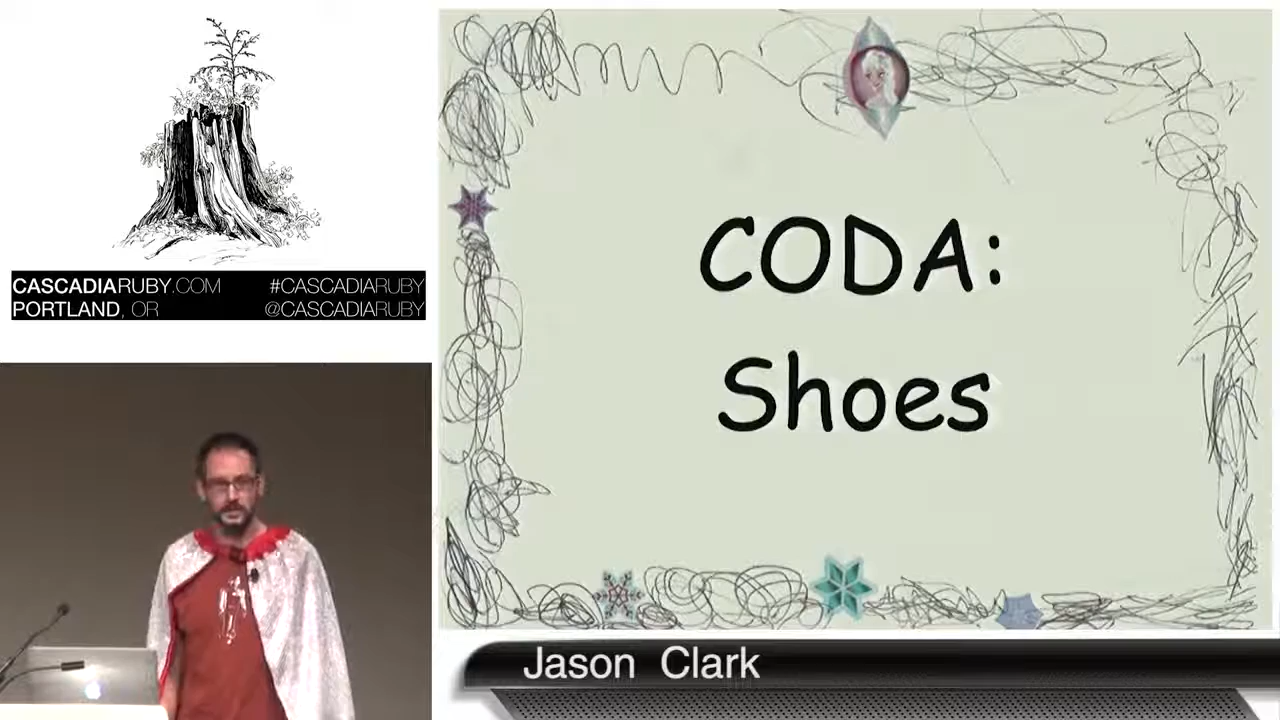 CASCADIARUBY.COM #CASCADIARUBY
PORTLAND, OR @CASCADIARUBY
CODA:
Shoes
Jason Clark